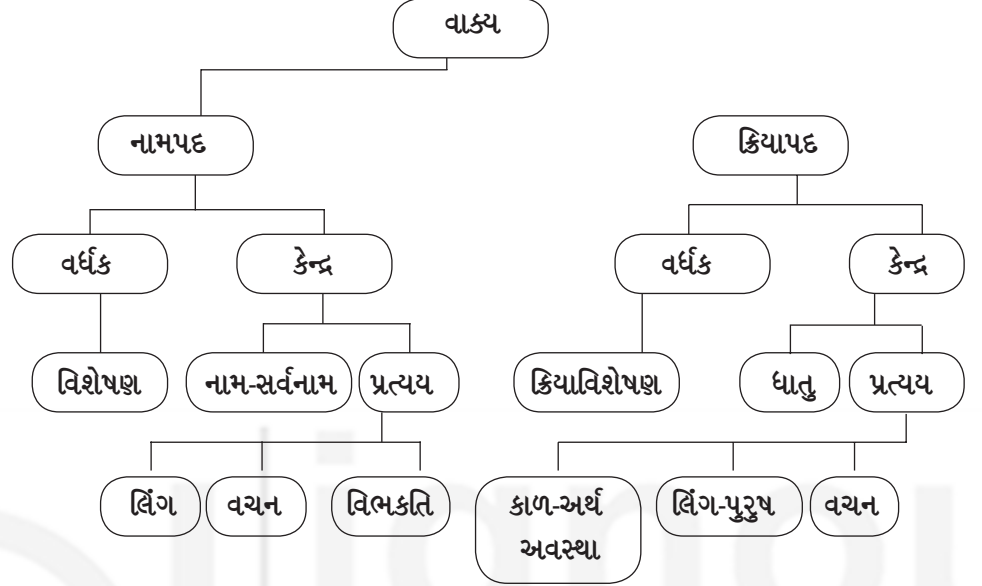 વાક્ય
નામપદ ક્રિયાપદ
વર્ધક કેન્દ્ર વર્ધક કેન્દ્ર
વિશેષણ નામ-સર્વનામ પ્રત્યય ક્રિયાવિશેષણ ધાતુ પ્રત્યય
લિંગ વચન વિભકતિ કાળ-અર્થ લિંગ-પુરુષ વચન
અવસ્થા